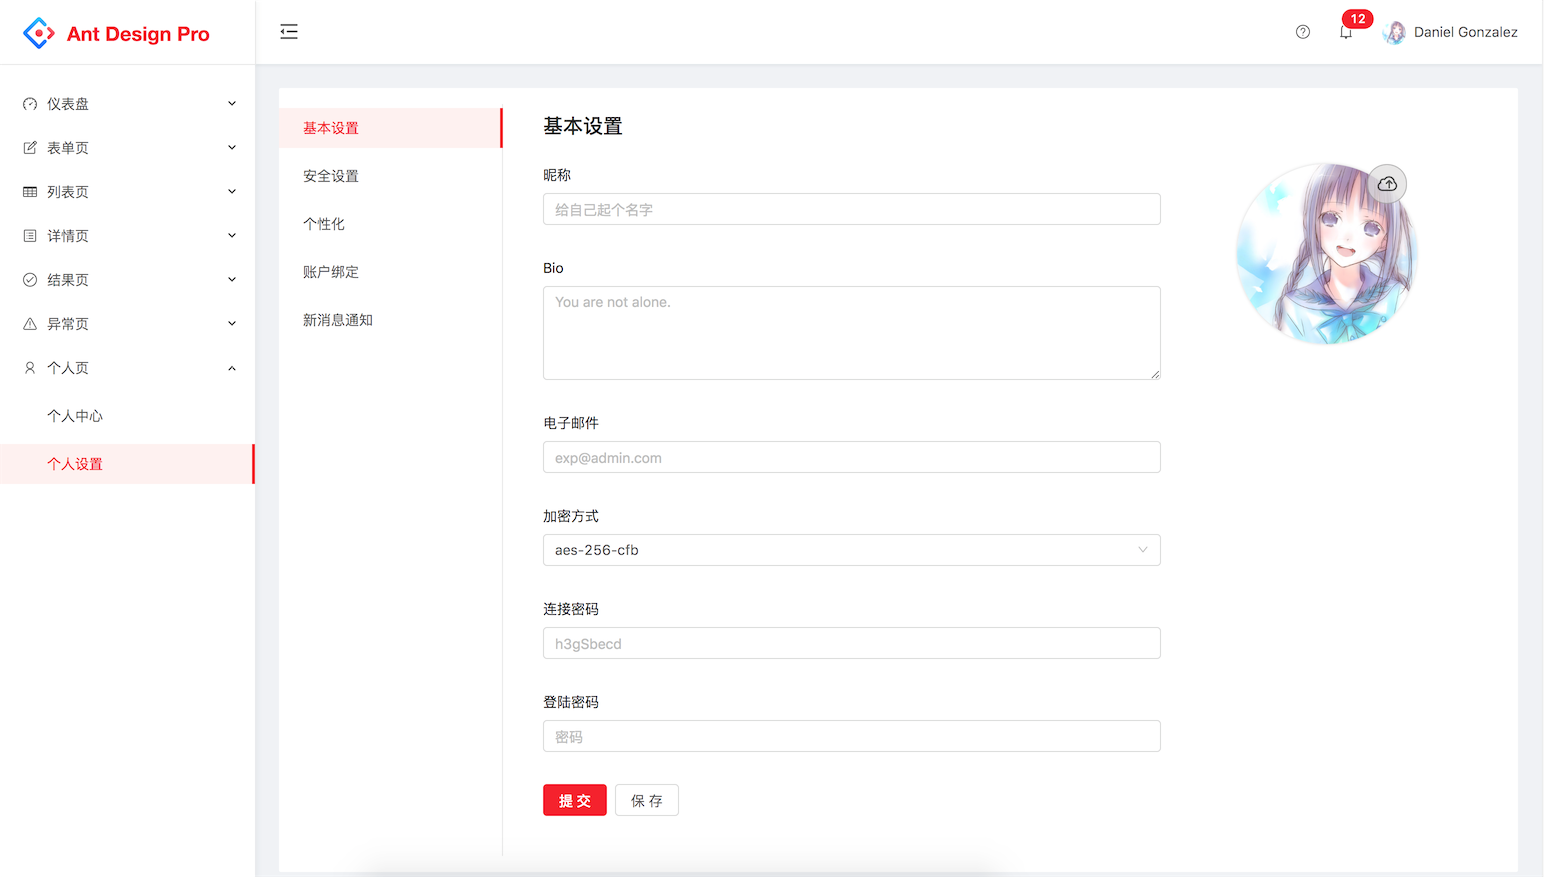 Ant Design Pro
12
Daniel Gonzalez
仪表盘
表单页
列表页
详情页
结果页
异常页
个人页
个人中心
个人设置
基本设置
安全设置
个性化
账户绑定
新消息通知
基本设置
昵称
给自己起个名字
Bio
You are not alone.
电子邮件
exp@admin.com
加密方式
aes-256-cfb
连接密码
h3gSbecd
登陆密码
密码
提 交
保 存